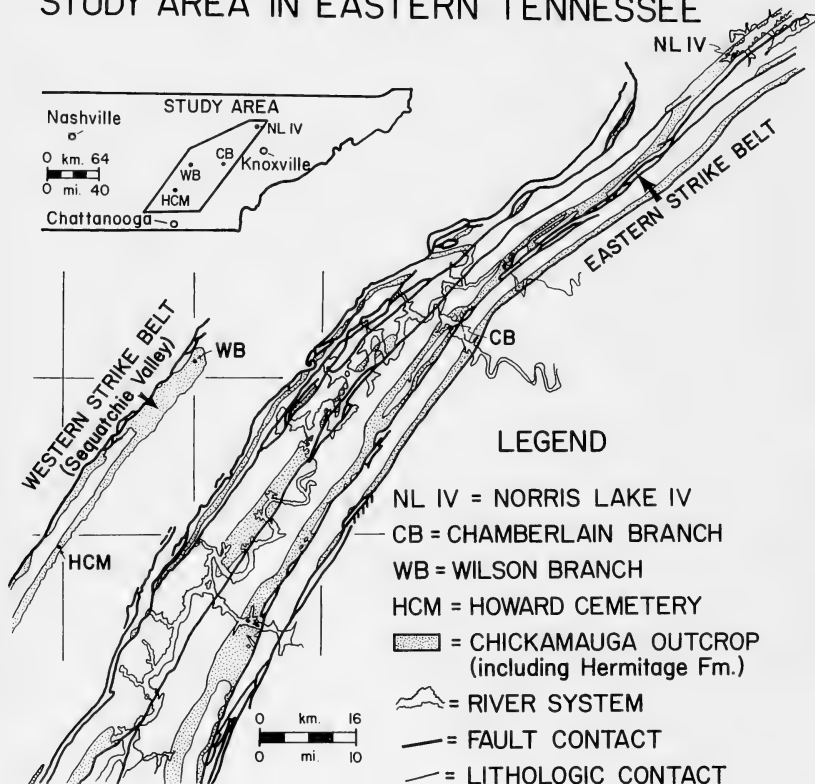 STUDY AREA IN EASTERN TENNESSEE
NL IV
STUDY AREA
Nashville
NL IV
CB
Knoxville
WB
0 km. 64
0 mi. 40
HCM
Chattanooga
EASTERN STRIKE BELT
WESTERN STRIKE BELT
(Sequatchie Valley)
WB
CB
HCM
LEGEND
NL IV = NORRIS LAKE IV
CB = CHAMBERLAIN BRANCH
WB = WILSON BRANCH
HCM = HOWARD CEMETERY
= CHICKAMAUGA OUTCROP
(including Hermitage Fm.)
= RIVER SYSTEM
= FAULT CONTACT
= LITHOLOGIC CONTACT
0 km. 16
0 mi. 10